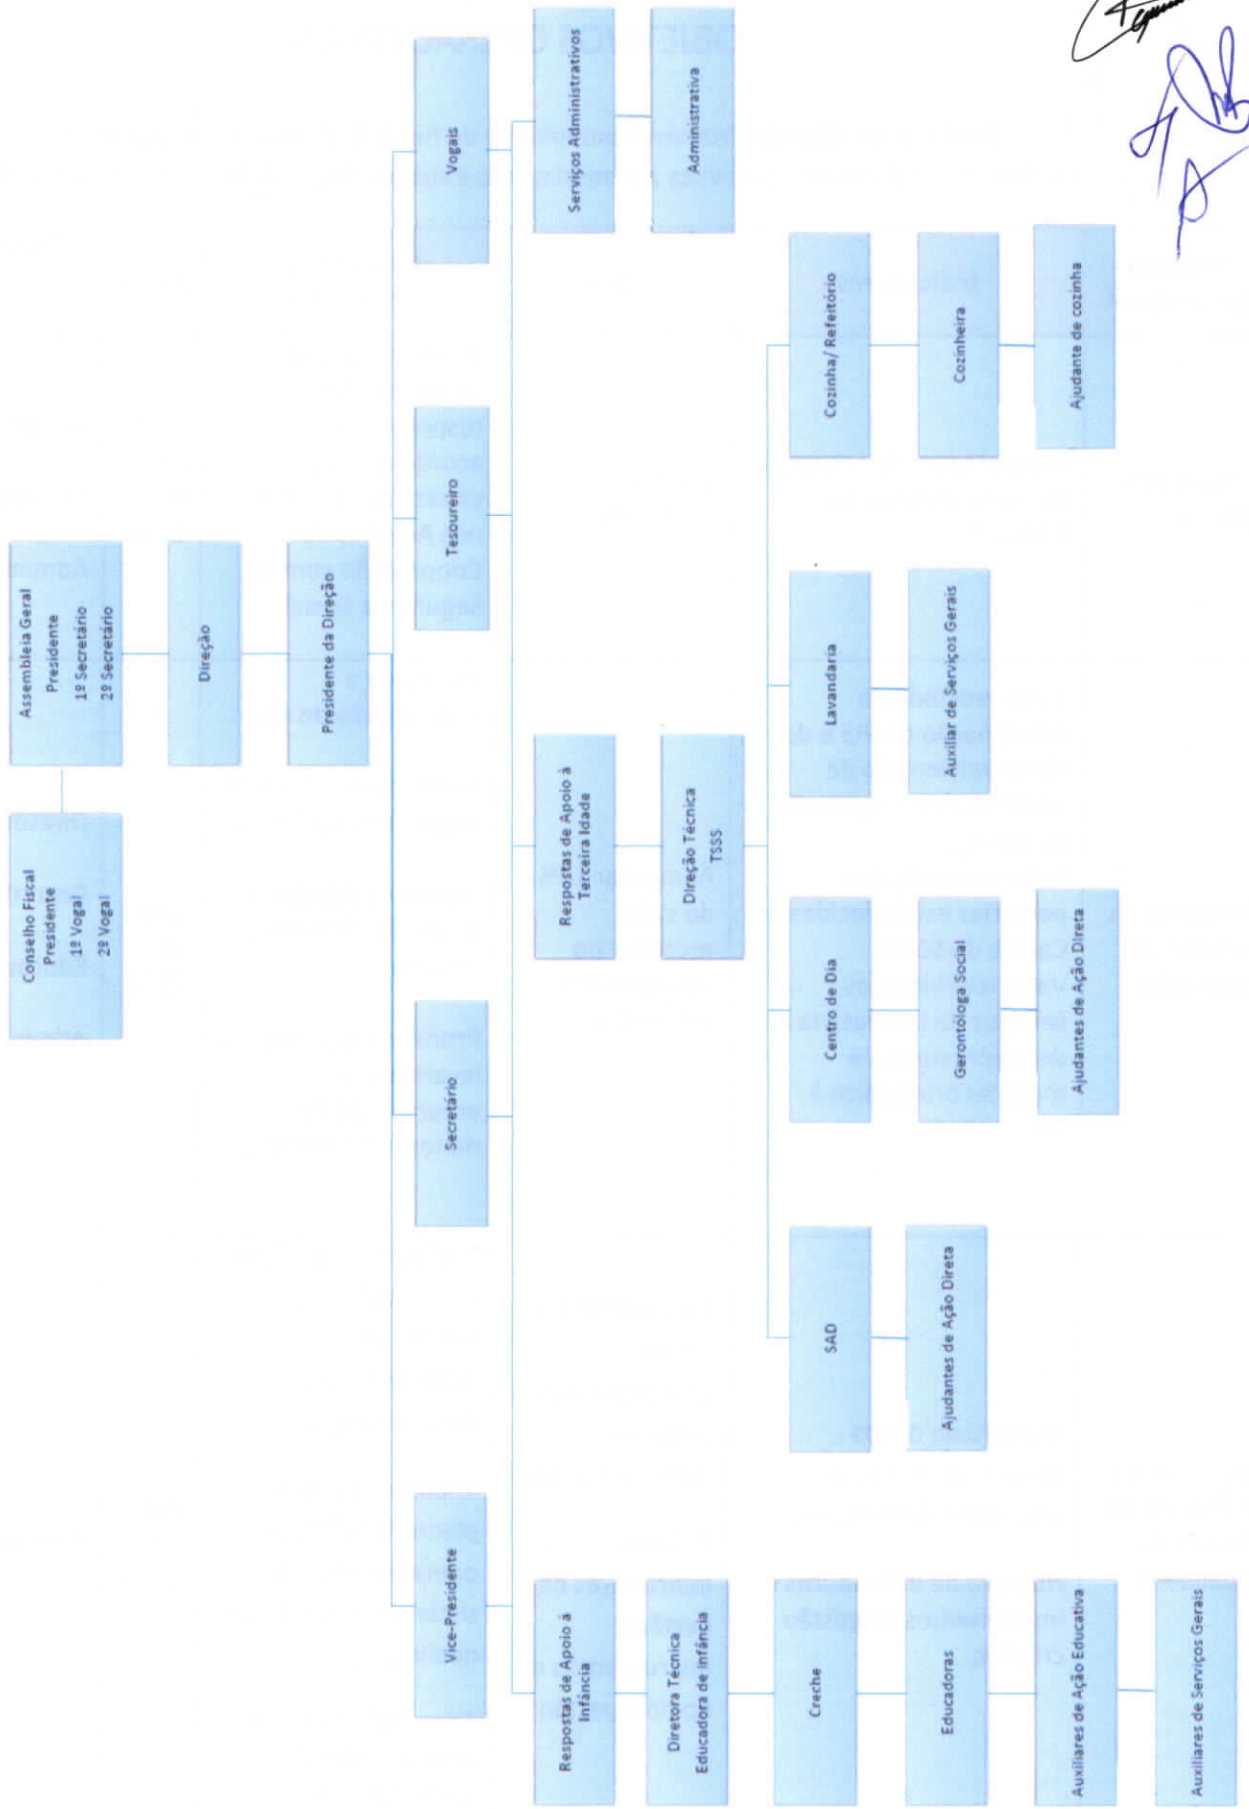 Conselho Fiscal
Presidente
1º Vogal
2º Vogal
Assembleia Geral
Presidente
1º Secretário
2º Secretário
Direção
Presidente da Direção
Vice-Presidente
Secretário
Tesoureiro
Vogais
Respostas de Apoio à
Infância
Diretora Técnica
Educadora de Infância
Creche
Educadoras
Auxiliares de Ação Educativa
Auxiliares de Serviços Gerais
Respostas de Apoio à
Terceira Idade
Direção Técnica
TSSS
SAD
Ajudantes de Ação Direta
Centro de Dia
Gerontóloga Social
Ajudantes de Ação Direta
Lavandaria
Auxiliar de Serviços Gerais
Cozinha/ Refeitório
Cozinheira
Ajudante de cozinha
Serviços Administrativos
Administrativa